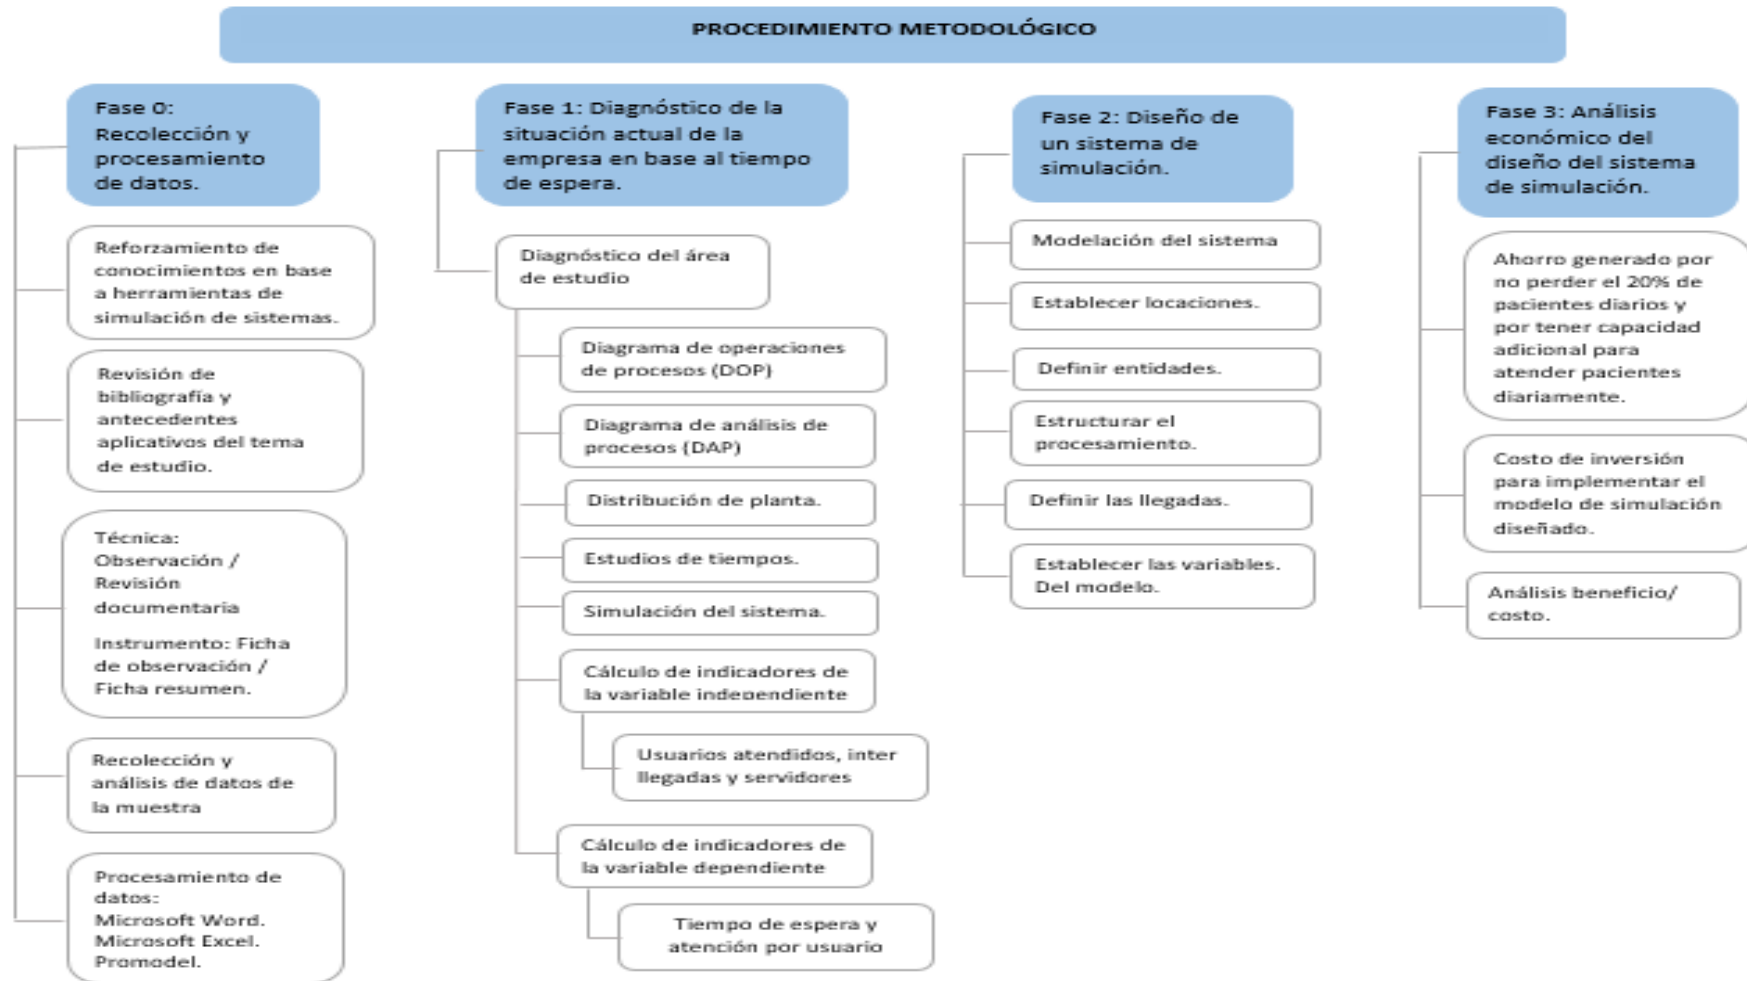 PROCEDIMIENTO METODOLÓGICO
Fase 0:
Recolección y
procesamiento
de datos.
Reforzamiento de
conocimientos en base
a herramientas de
simulación de sistemas.
Revisión de
bibliografía y
antecedentes
aplicativos del tema
de estudio.
Técnica:
Observación /
Revisión
documentaria
Instrumento: Ficha
de observación /
Ficha resumen.
Recolección y
análisis de datos de
la muestra
Procesamiento de
datos:
Microsoft Word.
Microsoft Excel.
Promodel.
Fase 1: Diagnóstico de la
situación actual de la
empresa en base al tiempo
de espera.
Diagnóstico del área
de estudio
Diagrama de operaciones
de procesos (DOP)
Diagrama de análisis de
procesos (DAP)
Distribución de planta.
Estudios de tiempos.
Simulación del sistema.
Cálculo de indicadores de
la variable independiente
Usuarios atendidos, inter
llegadas y servidores
Cálculo de indicadores de
la variable dependiente
Tiempo de espera y
atención por usuario
Fase 2: Diseño de
un sistema de
simulación.
Modelación del sistema
Establecer locaciones.
Definir entidades.
Estructurar el
procesamiento.
Definir las llegadas.
Establecer las variables.
Del modelo.
Fase 3: Análisis
económico del
diseño del sistema
de simulación.
Ahorro generado por
no perder el 20% de
pacientes diarios y
por tener capacidad
adicional para
atender pacientes
diariamente.
Costo de inversión
para implementar el
modelo de simulación
diseñado.
Análisis beneficio/
costo.